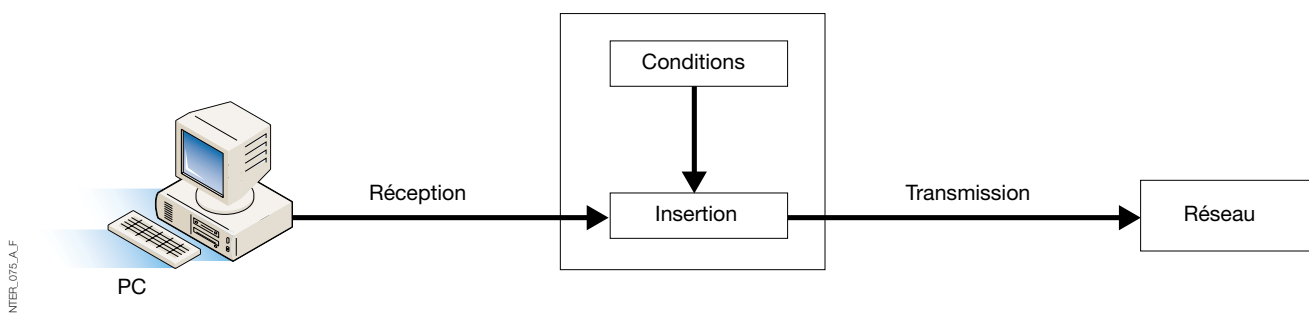 Conditions
Réception
Insertion
Transmission
Réseau
PC
NTER_075_A_F